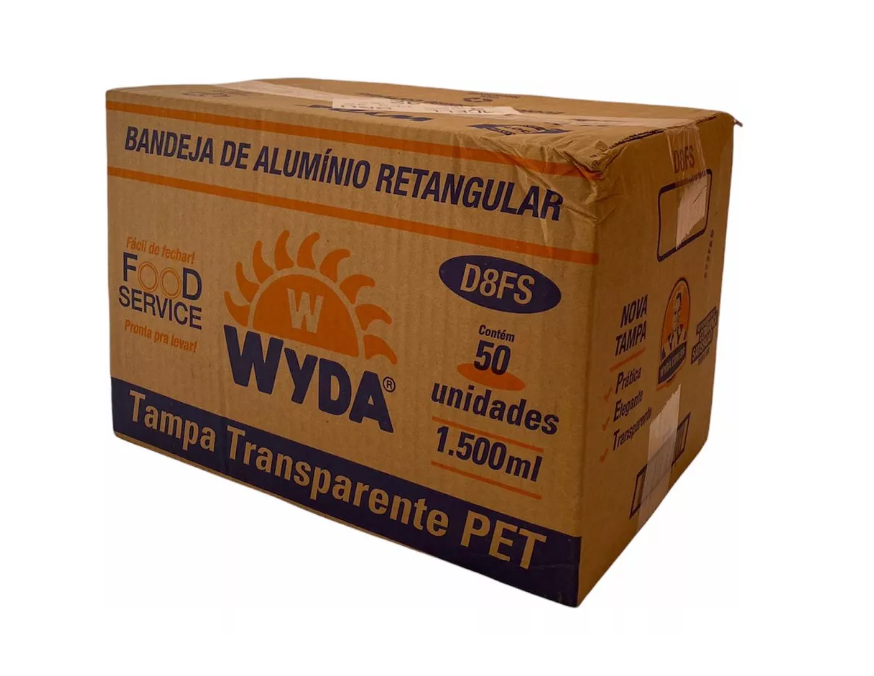 BANDEJA DE ALUMÍNIO RETANGULAR
Fácil de fechar!
FOOD
SERVICE
Pronta pra levar!
W
WYDA®
D8FS
Contém
50
unidades
1.500ml
Tampa Transparente PET
WYDA
D8FS
NOVA
TAMPA
Prática
Elegante
Transparente